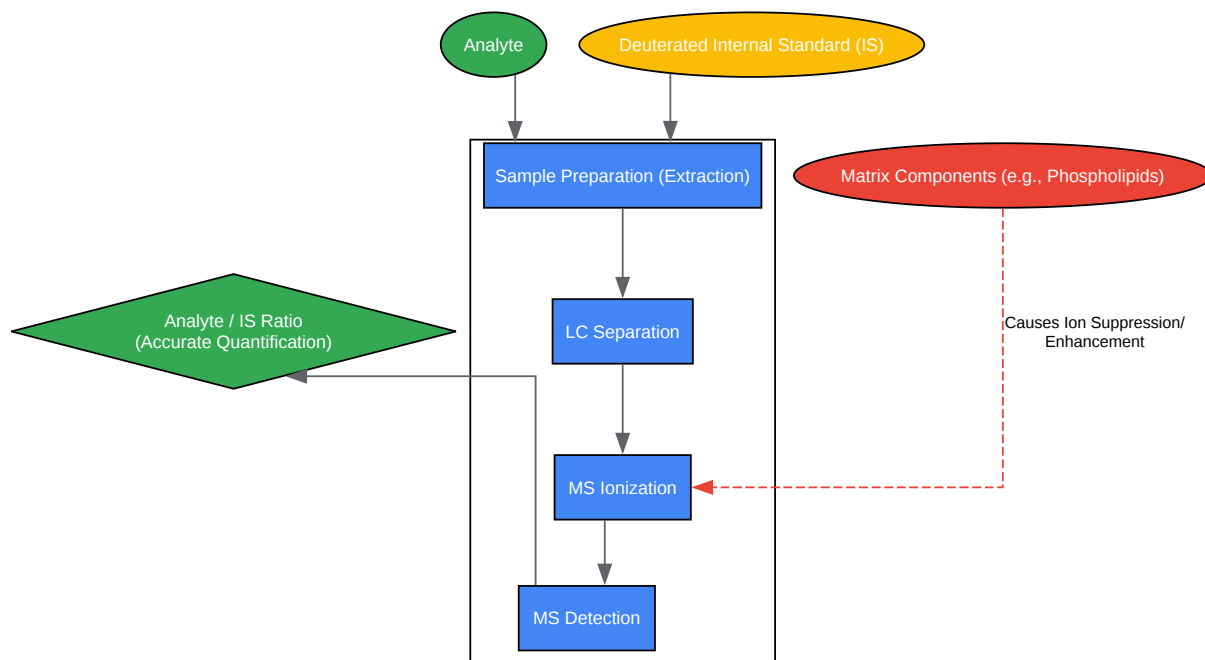 Analyte
Deuterated Internal Standard (IS)
Sample Preparation (Extraction)
Matrix Components (e.g., Phospholipids)
Analyte / IS Ratio
(Accurate Quantification)
LC Separation
Causes Ion Suppression/
Enhancement
MS Ionization
MS Detection